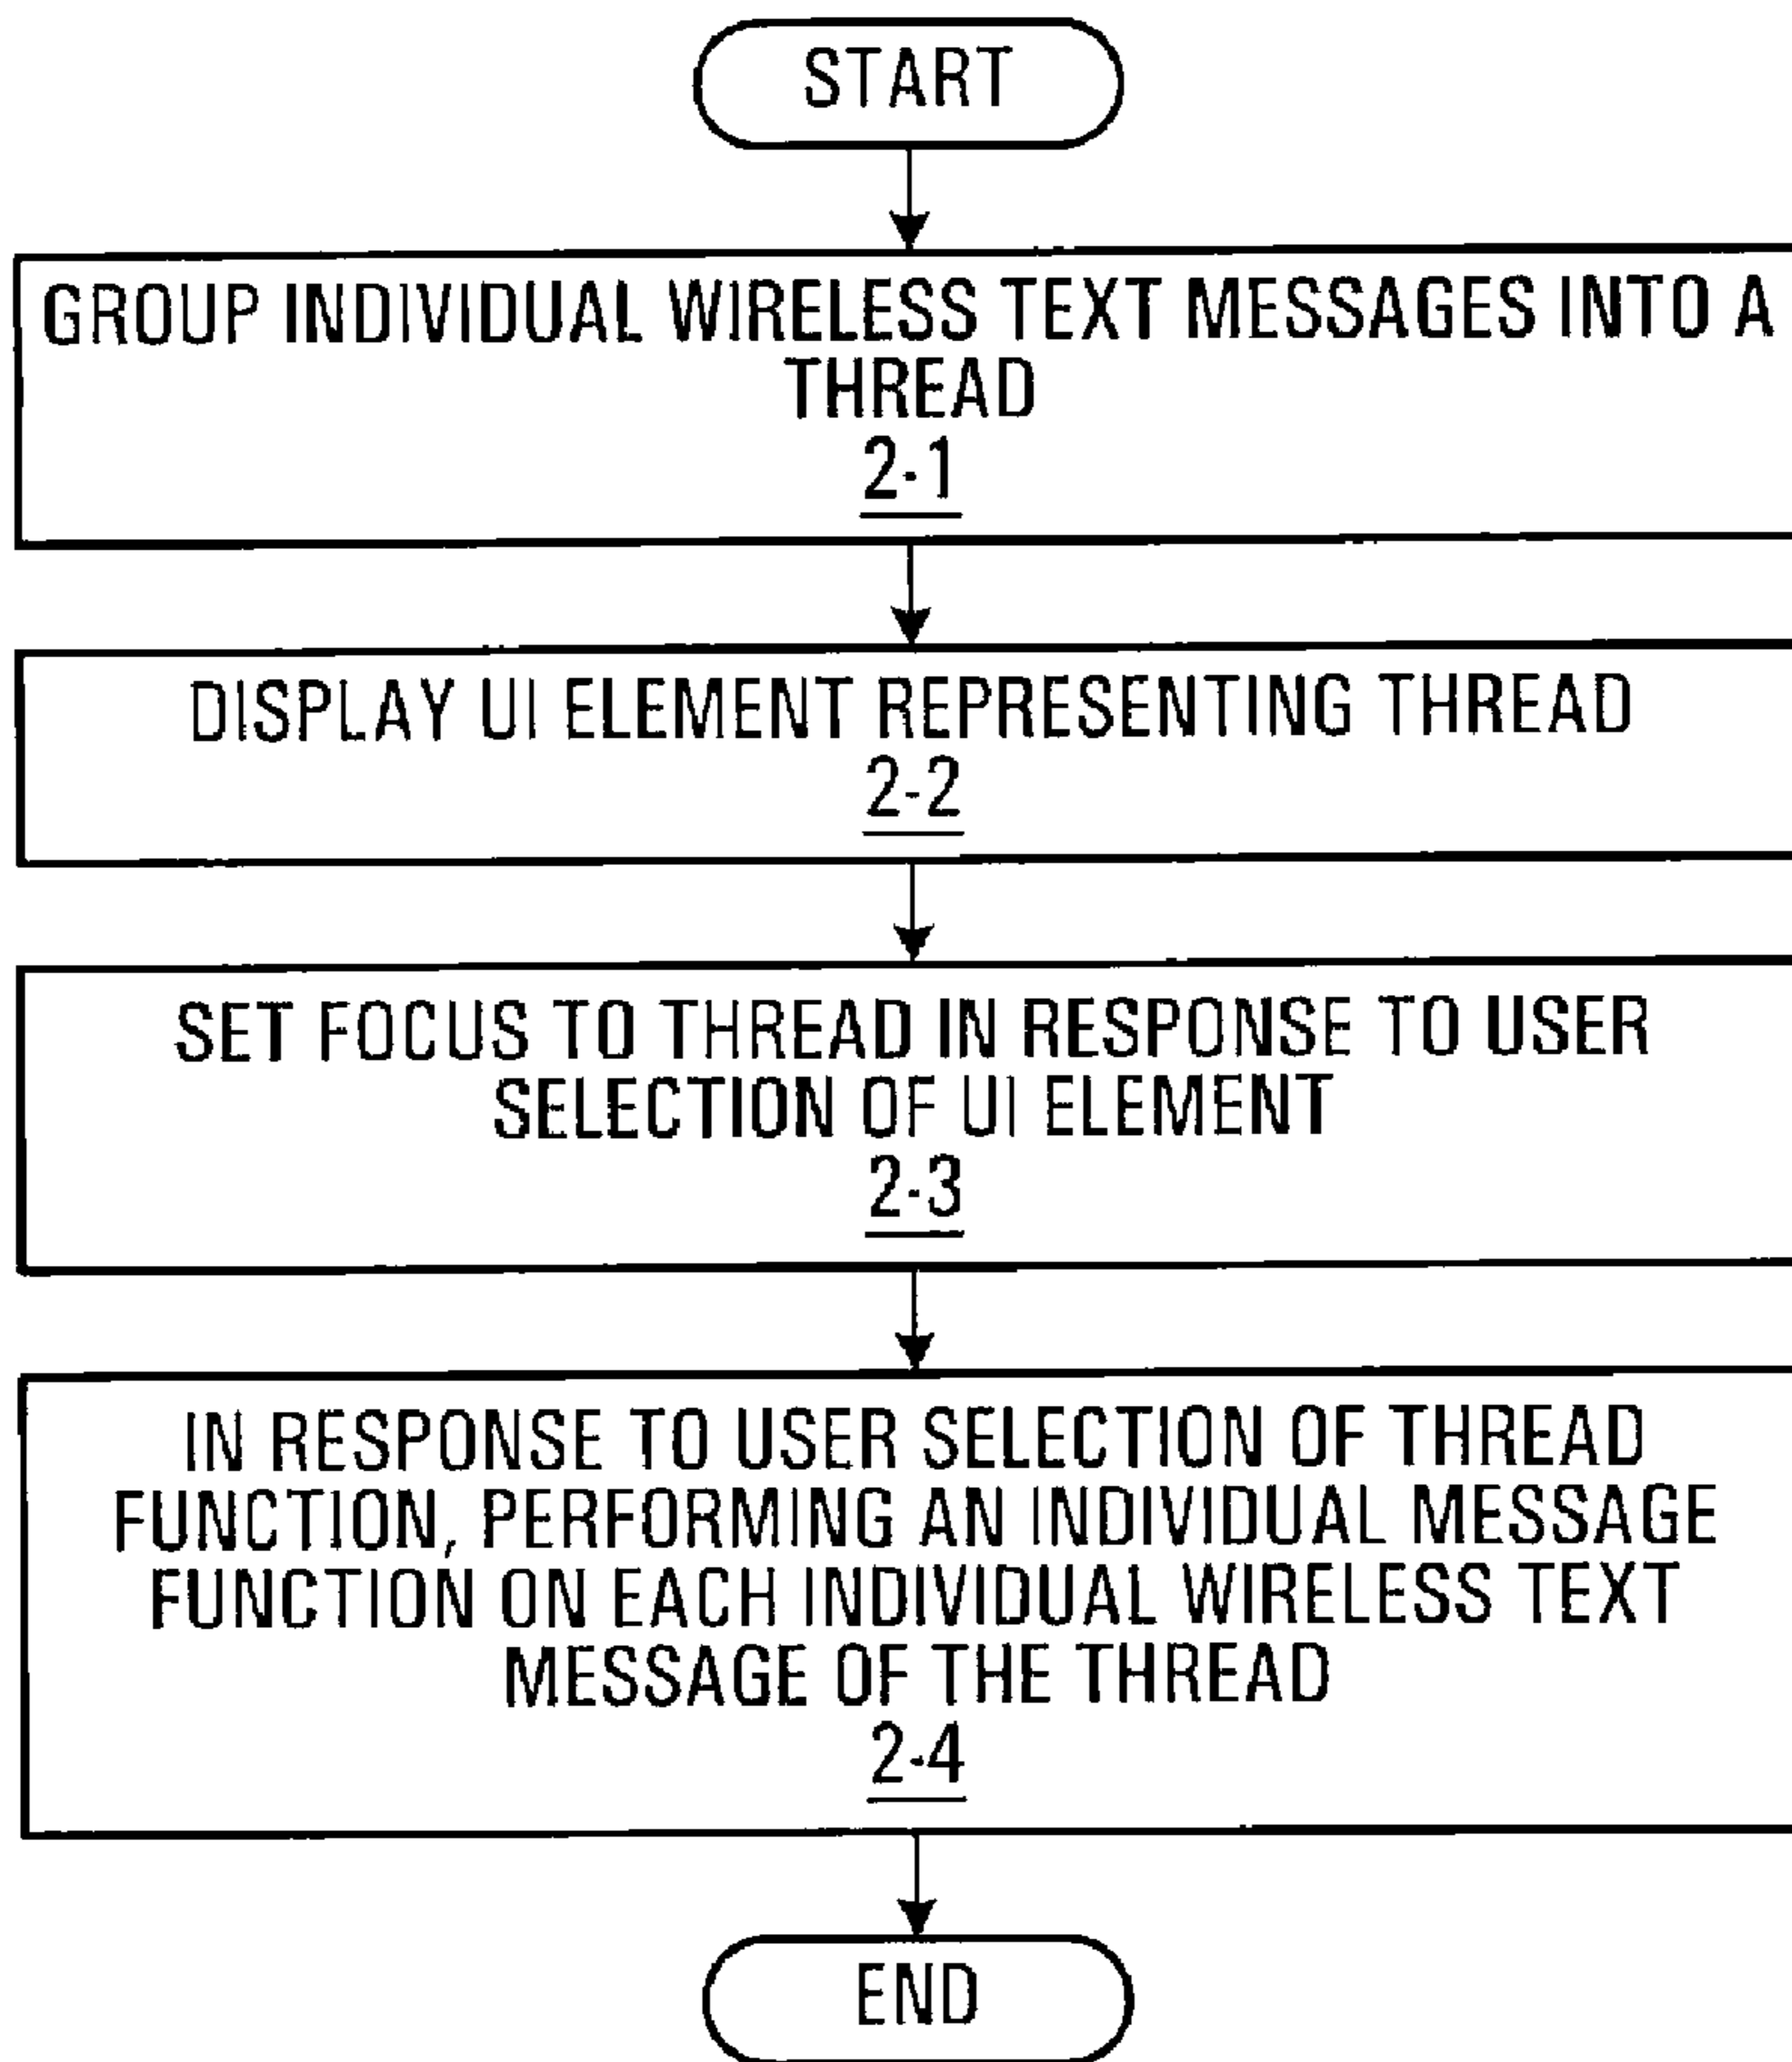 START
GROUP INDIVIDUAL WIRELESS TEXT MESSAGES INTO A
THREAD
2-1
DISPLAY UI ELEMENT REPRESENTING THREAD
2-2
SET FOCUS TO THREAD IN RESPONSE TO USER
SELECTION OF UI ELEMENT
2-3
IN RESPONSE TO USER SELECTION OF THREAD
FUNCTION, PERFORMING AN INDIVIDUAL MESSAGE
FUNCTION ON EACH INDIVIDUAL WIRELESS TEXT
MESSAGE OF THE THREAD
2-4
END